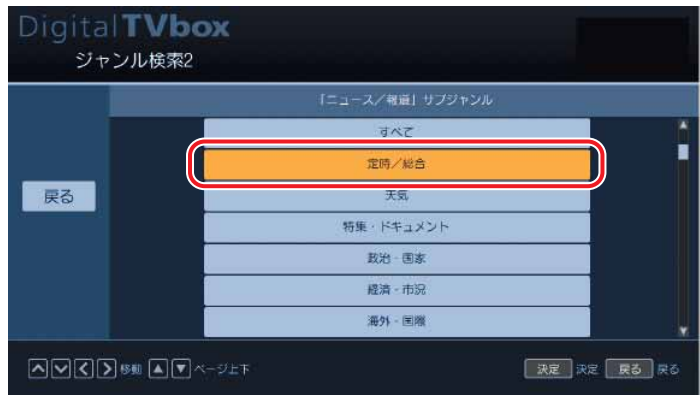 DigitalTVbox
ジャンル検索2
「ニュース／報道」サブジャンル
すべて
定時／総合
天気
戻る
特集・ドキュメント
政治・国家
経済・市況
海外・国際
移動 ページ上下 決定 決定 戻る 戻る